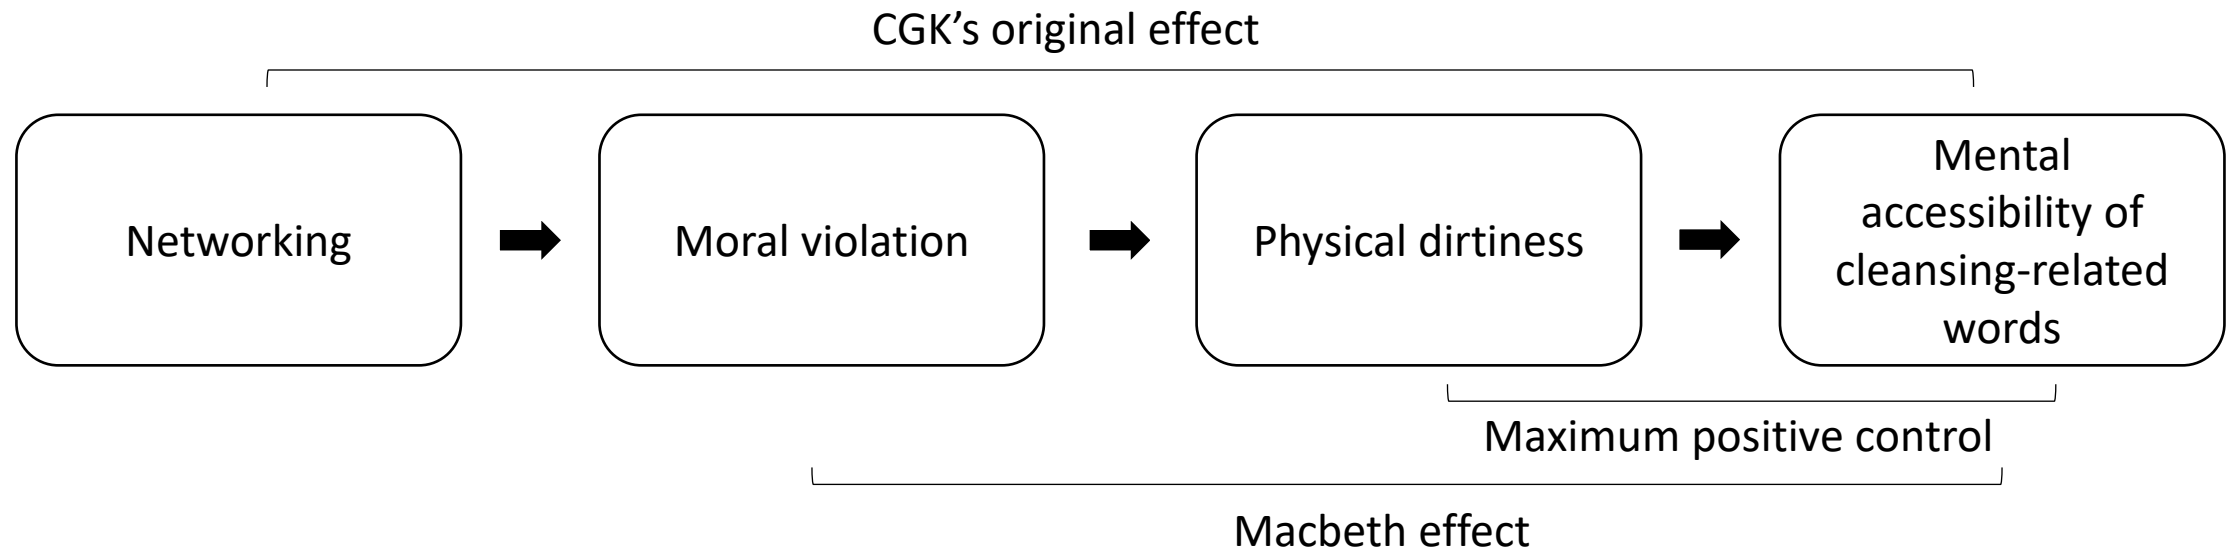 CGK’s original effect
Networking
Moral violation
Physical dirtiness
Mental
accessibility of
cleansing-related
words
Maximum positive control
Macbeth effect